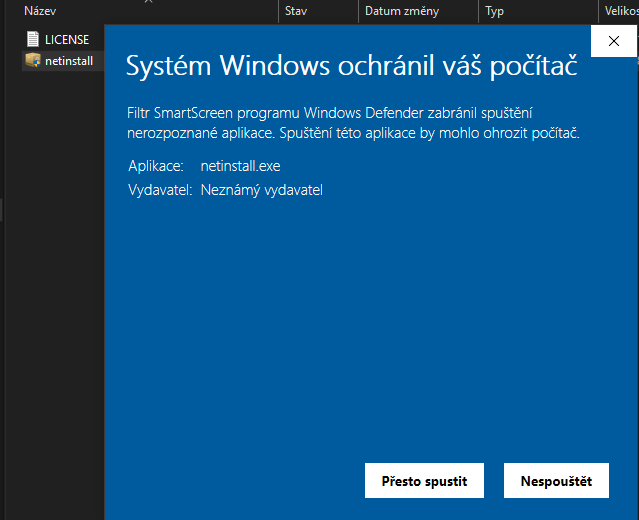 Název Stav Datum změny Typ Velikos
LICENSE
netinstall
Systém Windows ochránil váš počítač
Filtr SmartScreen programu Windows Defender zabránil spuštění
nerozpoznané aplikace. Spuštění této aplikace by mohlo ohrozit počítač.
Aplikace: netinstall.exe
Vydavatel: Neznámý vydavatel
Přesto spustit Nespouštět